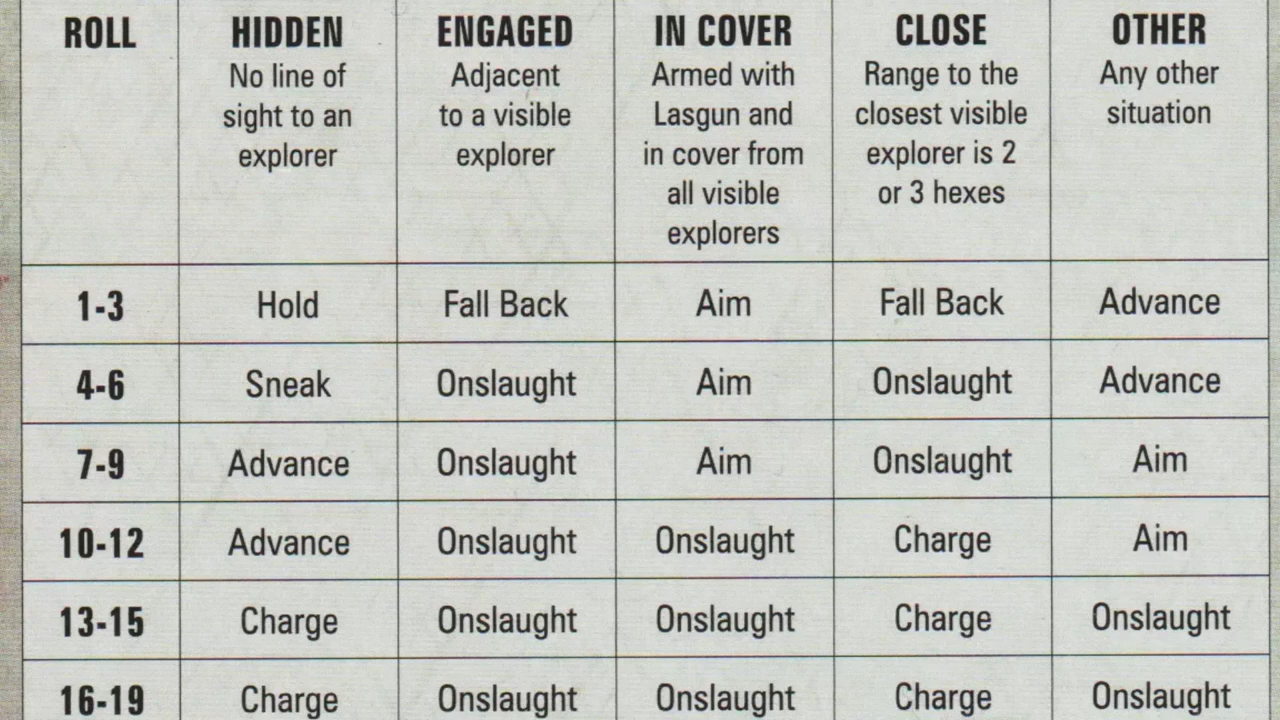 ROLL HIDDEN ENGAGED IN COVER CLOSE OTHER
No line of Adjacent Armed with Range to the Any other
sight to an to a visible Lasgun and closest visible situation
explorer explorer in cover from explorer is 2
all visible or 3 hexes
explorers
1-3 Hold Fall Back Aim Fall Back Advance
4-6 Sneak Onslaught Aim Onslaught Advance
7-9 Advance Onslaught Aim Onslaught Aim
10-12 Advance Onslaught Onslaught Charge Aim
13-15 Charge Onslaught Onslaught Charge Onslaught
16-19 Charge Onslaught Onslaught Charge Onslaught